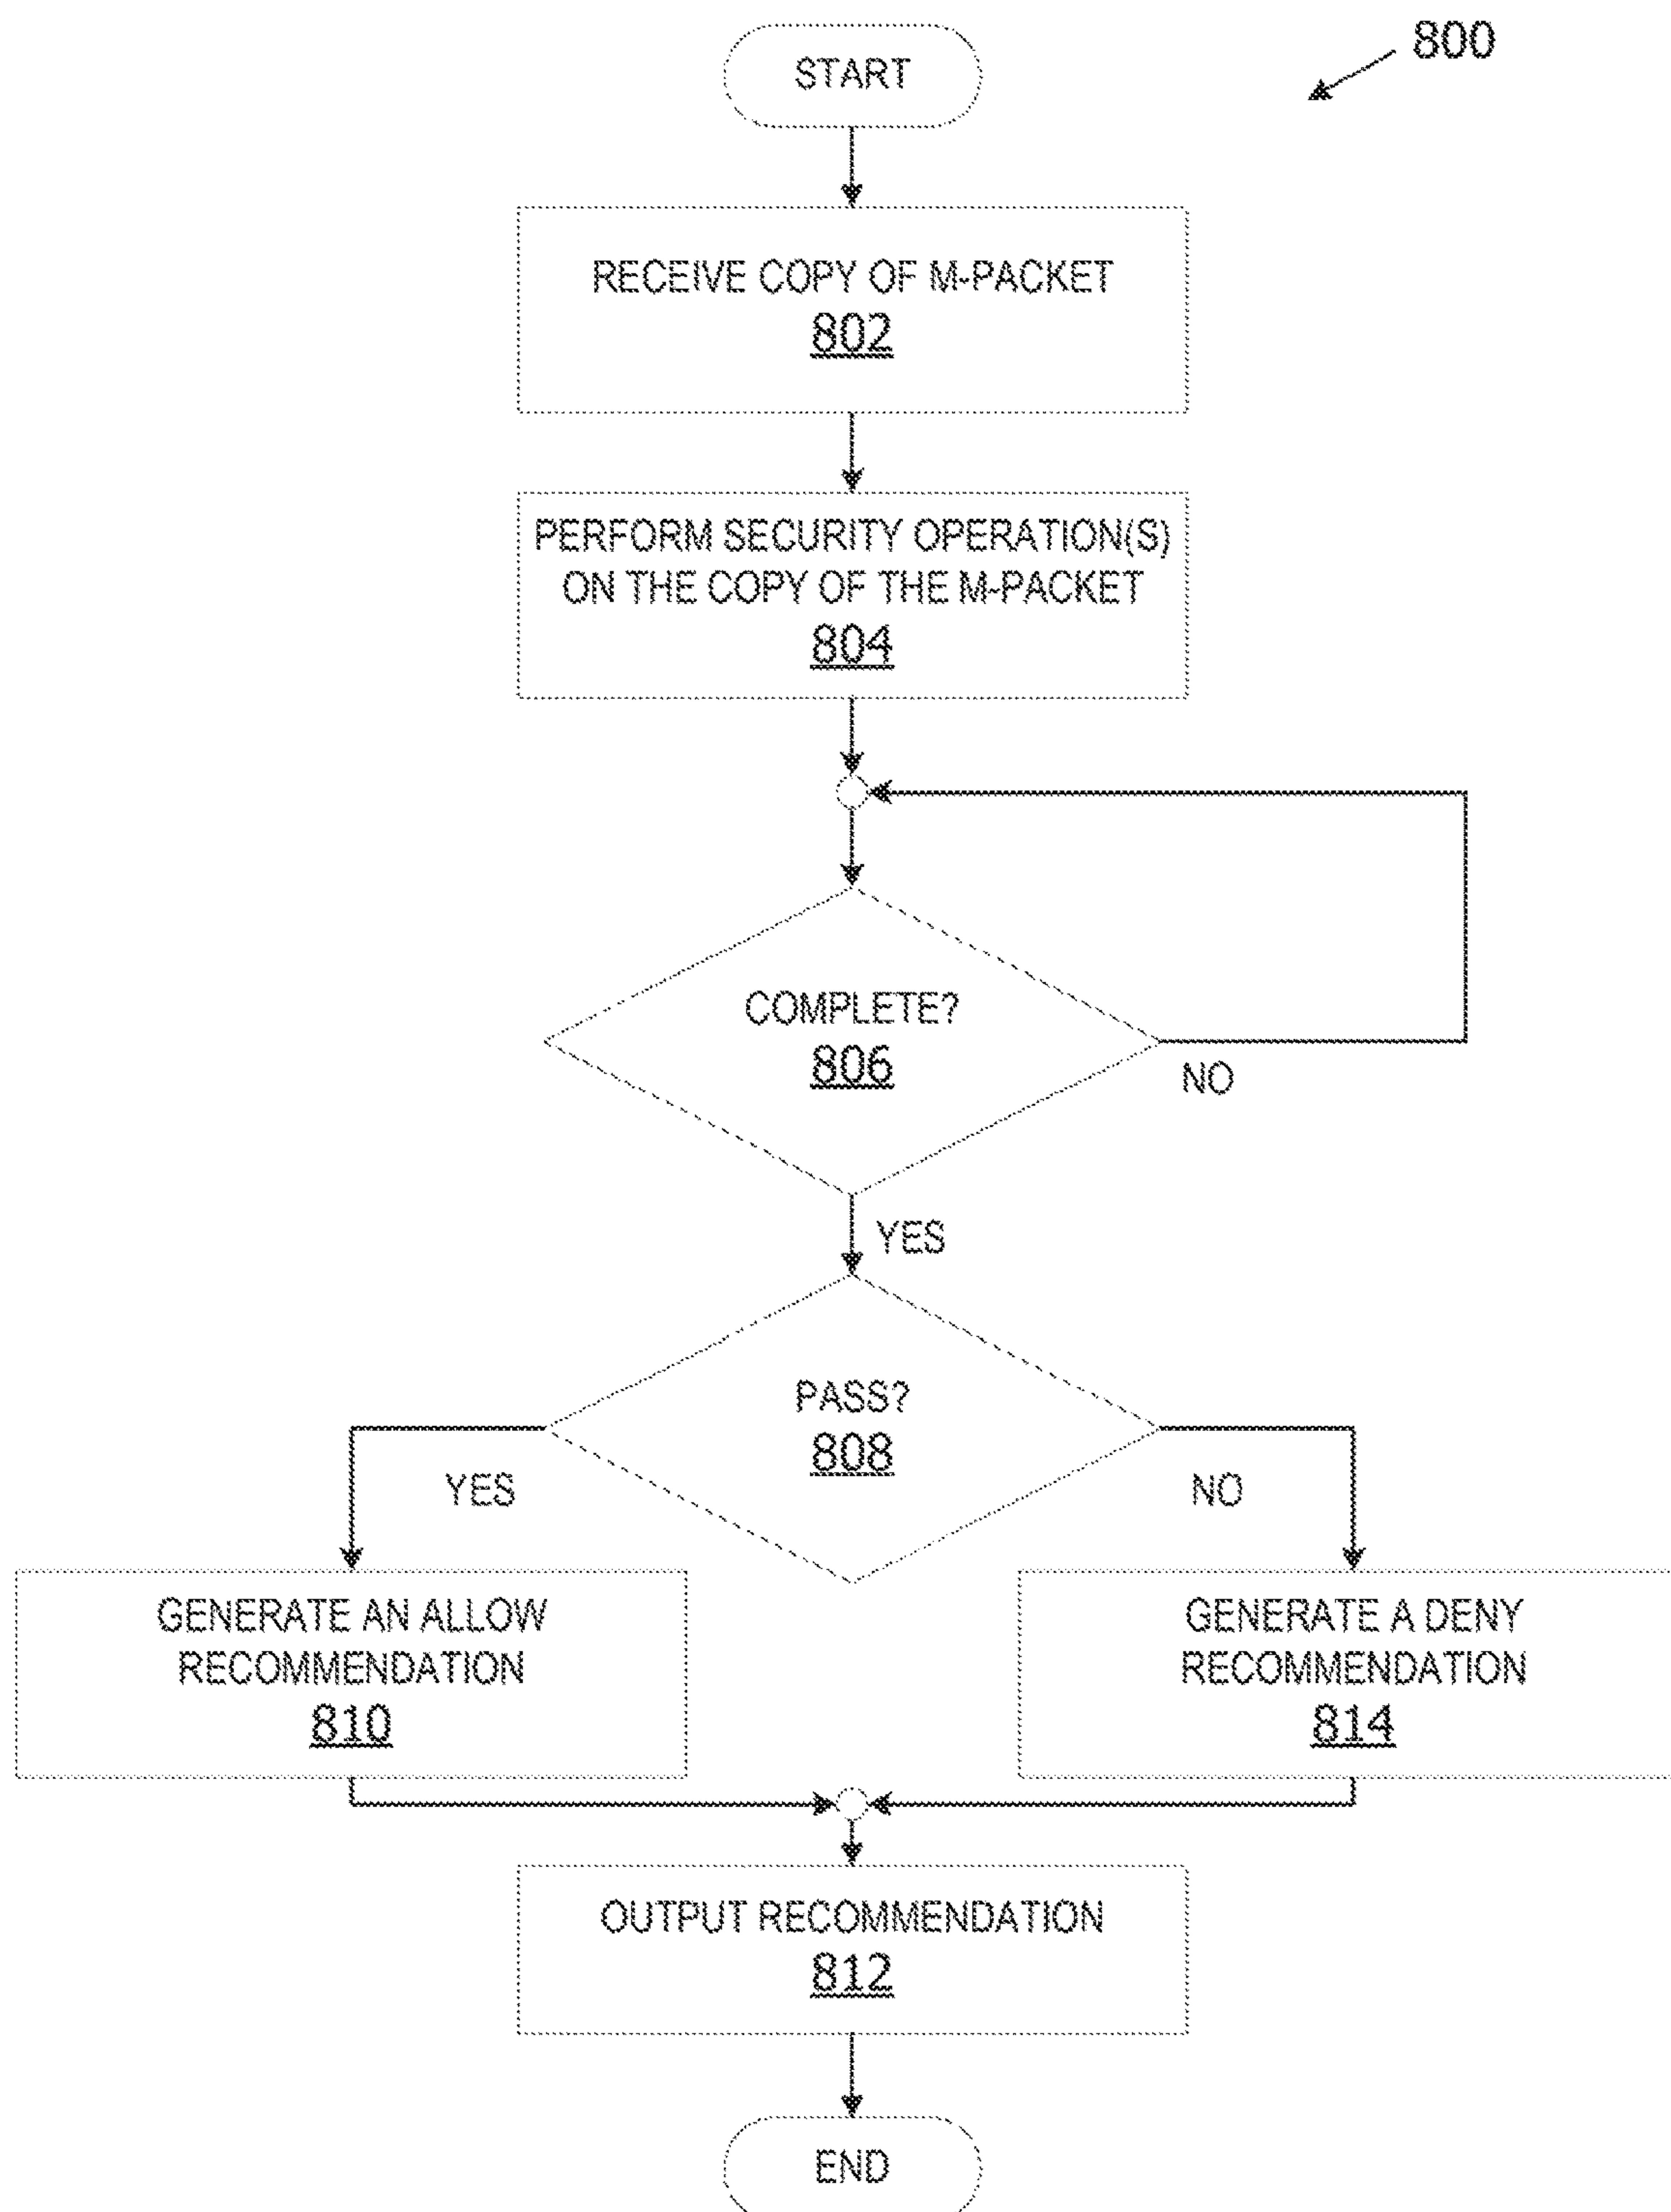 800
START
RECEIVE COPY OF M-PACKET
802
PERFORM SECURITY OPERATION(S)
ON THE COPY OF THE M-PACKET
804
COMPLETE?
806
NO
YES
PASS?
808
YES
NO
GENERATE AN ALLOW
RECOMMENDATION
810
GENERATE A DENY
RECOMMENDATION
814
OUTPUT RECOMMENDATION
812
END